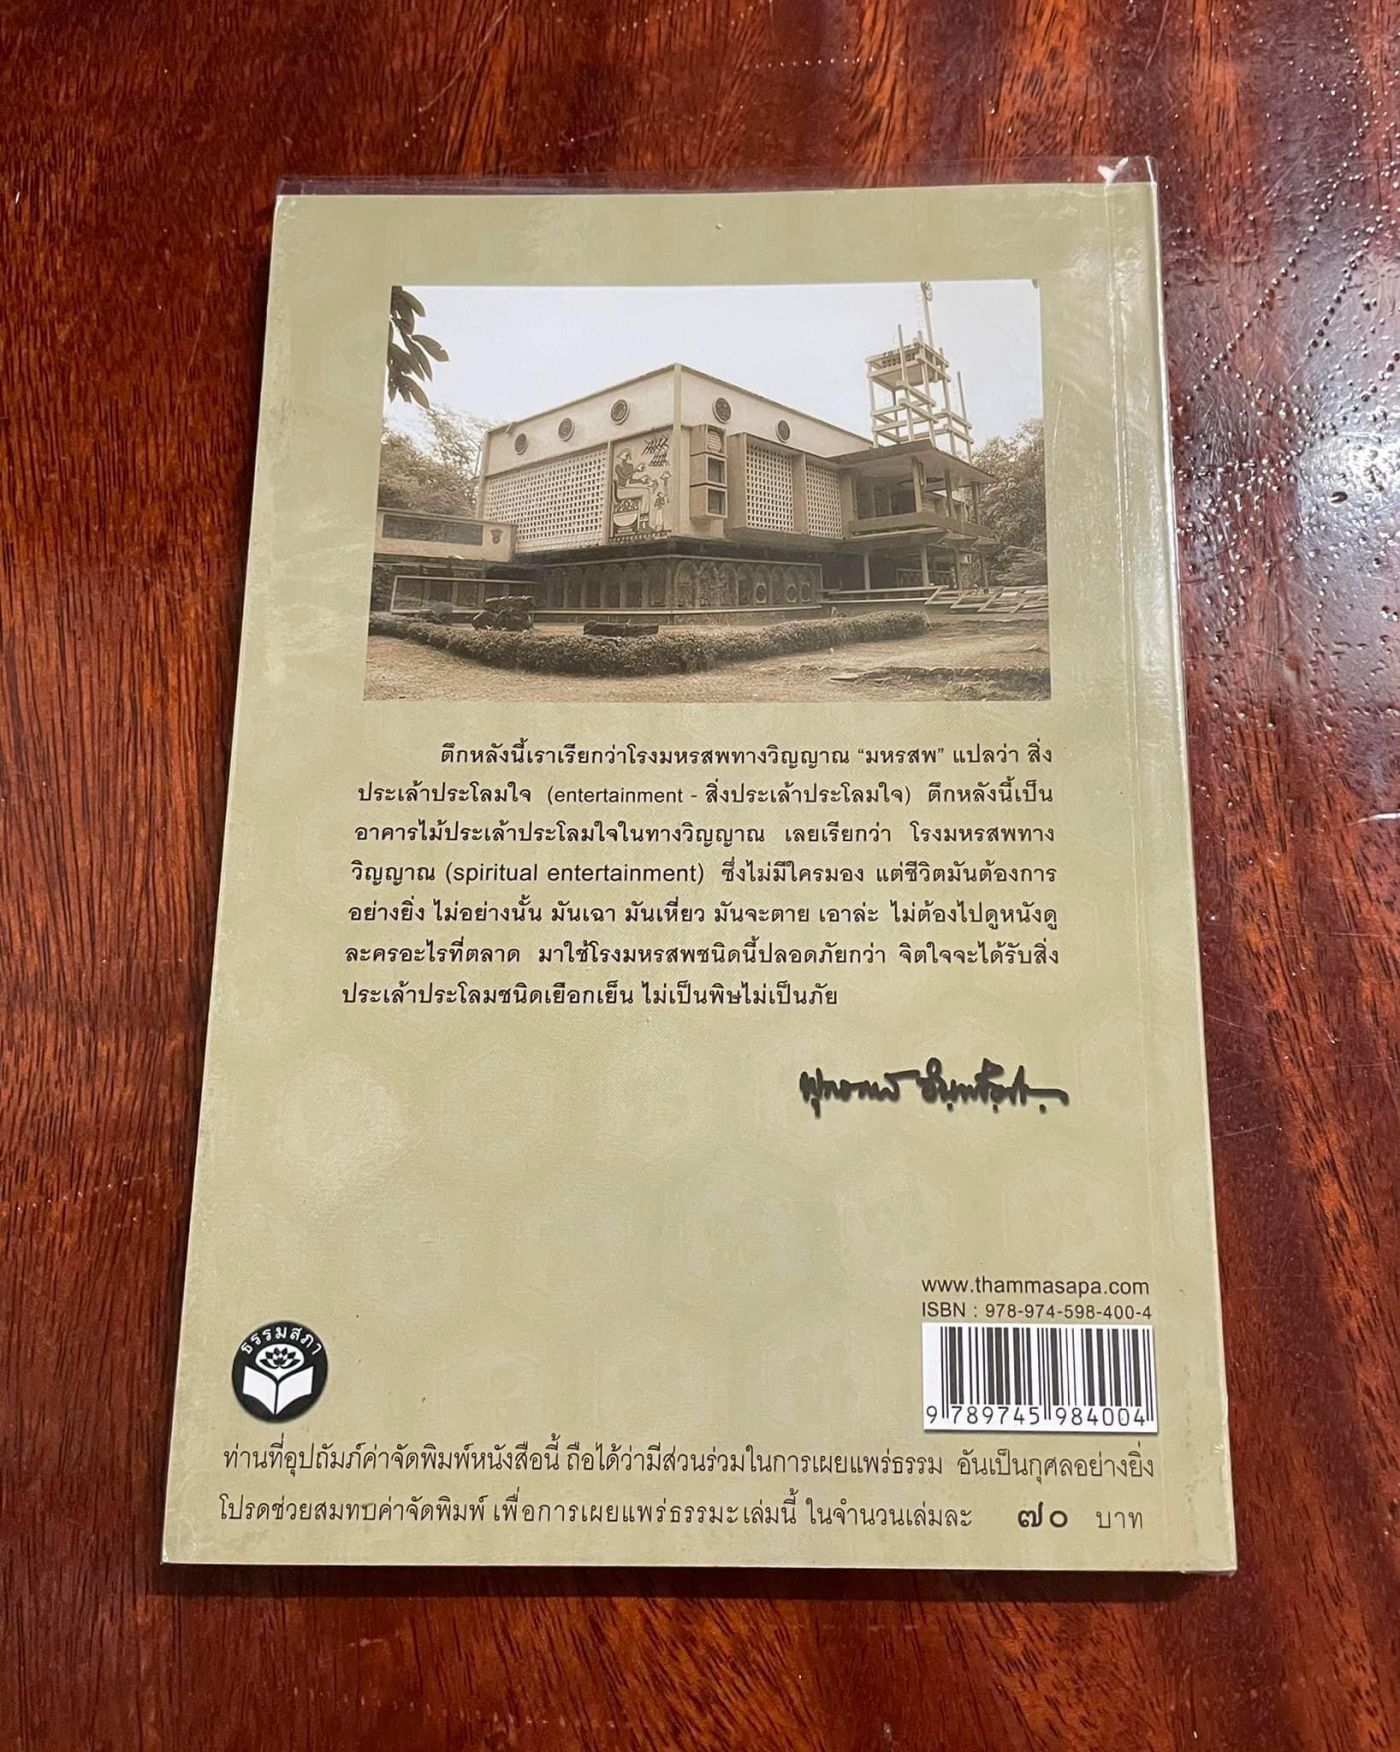 ตึกหลังนี้เราเรียกว่าโรงมหรสพทางวิญญาณ “มหรสพ” แปลว่า สิ่ง
ประเล้าประโลมใจ (entertainment - สิ่งประเล้าประโลมใจ) ตึกหลังนี้เป็น
อาคารไม้ประเล้าประโลมใจในทางวิญญาณ เลยเรียกว่า โรงมหรสพทาง
วิญญาณ (spiritual entertainment) ซึ่งไม่มีใครมอง แต่ชีวิตมันต้องการ
อย่างยิ่ง ไม่อย่างนั้น มันเฉา มันเหี่ยว มันจะตาย เอาล่ะ ไม่ต้องไปดูหนังดู
ละครอะไรที่ตลาด มาใช้โรงมหรสพชนิดนี้ปลอดภัยกว่า จิตใจจะได้รับสิ่ง
ประเล้าประโลมชนิดเยือกเย็น ไม่เป็นพิษไม่เป็นภัย
พุทธทาส อินฺทปญฺโญ
www.thammasapa.com
ISBN : 978-974-598-400-4
9 789745 984004
ธรรมสภา
ท่านที่อุปถัมภ์ค่าจัดพิมพ์หนังสือนี้ ถือได้ว่ามีส่วนร่วมในการเผยแพร่ธรรม อันเป็นกุศลอย่างยิ่ง
โปรดช่วยสมทบค่าจัดพิมพ์ เพื่อการเผยแพร่ธรรมะเล่มนี้ ในจำนวนเล่มละ ๗๐ บาท